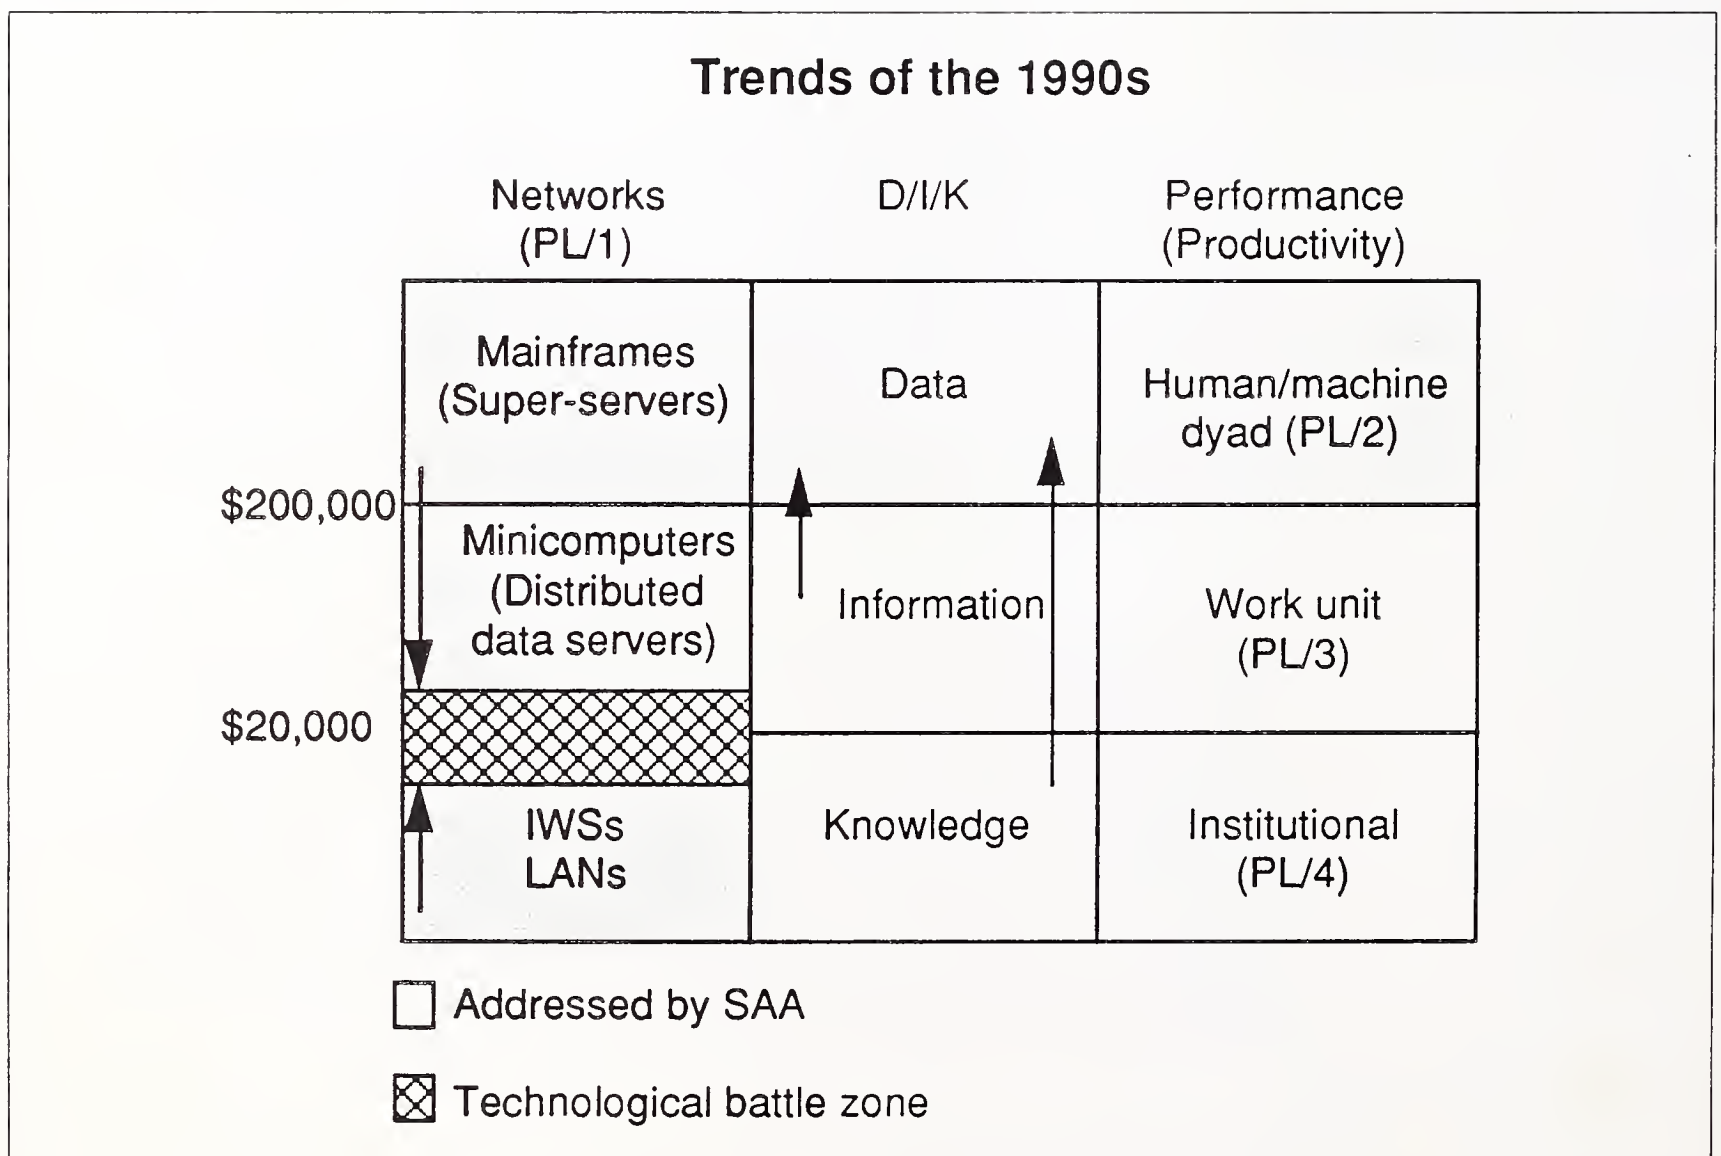 Trends of the 1990s
Networks
(PL/1)
D/I/K
Performance
(Productivity)
Mainframes
(Super-servers)
Data
Human/machine
dyad (PL/2)
$200,000
Minicomputers
(Distributed
data servers)
Information
Work unit
(PL/3)
$20,000
IWSs
LANs
Knowledge
Institutional
(PL/4)
Addressed by SAA
Technological battle zone